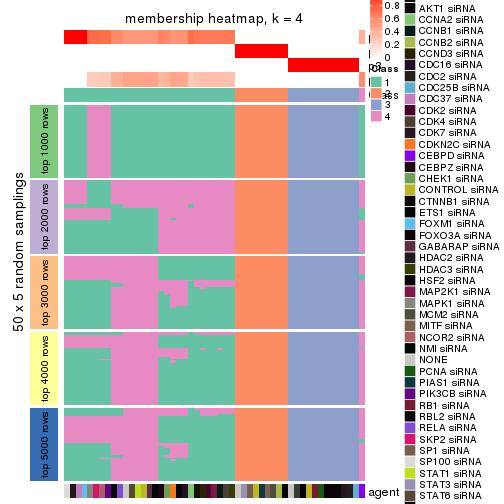 membership heatmap, k = 4
50 x 5 random samplings
top 1000 rows
top 2000 rows
top 3000 rows
top 4000 rows
top 5000 rows
0.8
0.6
0.4
0.2
0
Class
1
2
3
4
agent
AKT1 siRNA
CCNA2 siRNA
CCNB1 siRNA
CCNB2 siRNA
CCND3 siRNA
CDC16 siRNA
CDC2 siRNA
CDC25B siRNA
CDC37 siRNA
CDK2 siRNA
CDK4 siRNA
CDK7 siRNA
CDKN2C siRNA
CEBPD siRNA
CEBPZ siRNA
CHEK1 siRNA
CONTROL siRNA
CTNNB1 siRNA
ETS1 siRNA
FOXM1 siRNA
FOXO3A siRNA
GABARAP siRNA
HDAC2 siRNA
HDAC3 siRNA
HSF2 siRNA
MAP2K1 siRNA
MAPK1 siRNA
MCM2 siRNA
MITF siRNA
NCOR2 siRNA
NMI siRNA
NONE
PCNA siRNA
PIAS1 siRNA
PIK3CB siRNA
RB1 siRNA
RBL2 siRNA
RELA siRNA
SKP2 siRNA
SP1 siRNA
SP100 siRNA
STAT1 siRNA
STAT3 siRNA
STAT6 siRNA